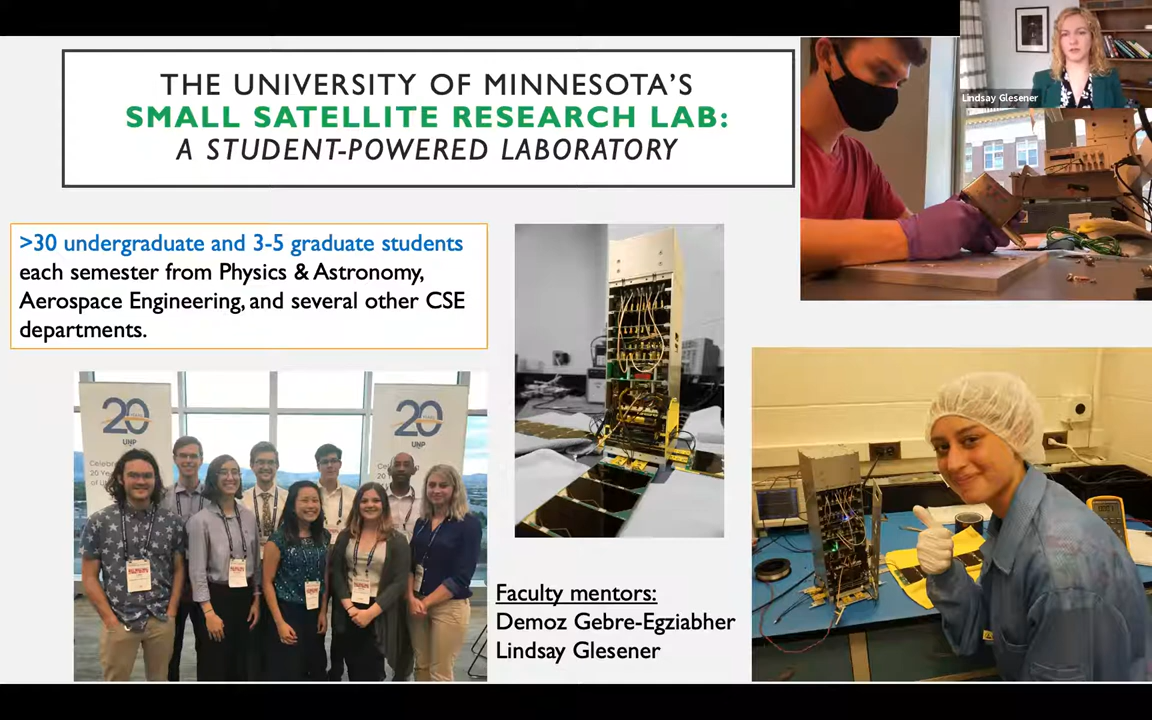 THE UNIVERSITY OF MINNESOTA'S
SMALL SATELLITE RESEARCH LAB:
A STUDENT-POWERED LABORATORY
Lindsay Glesener
>30 undergraduate and 3-5 graduate students
each semester from Physics & Astronomy,
Aerospace Engineering, and several other CSE
departments.
20
UNP
20
UNP
Faculty mentors:
Demoz Gebre-Egziabher
Lindsay Glesener